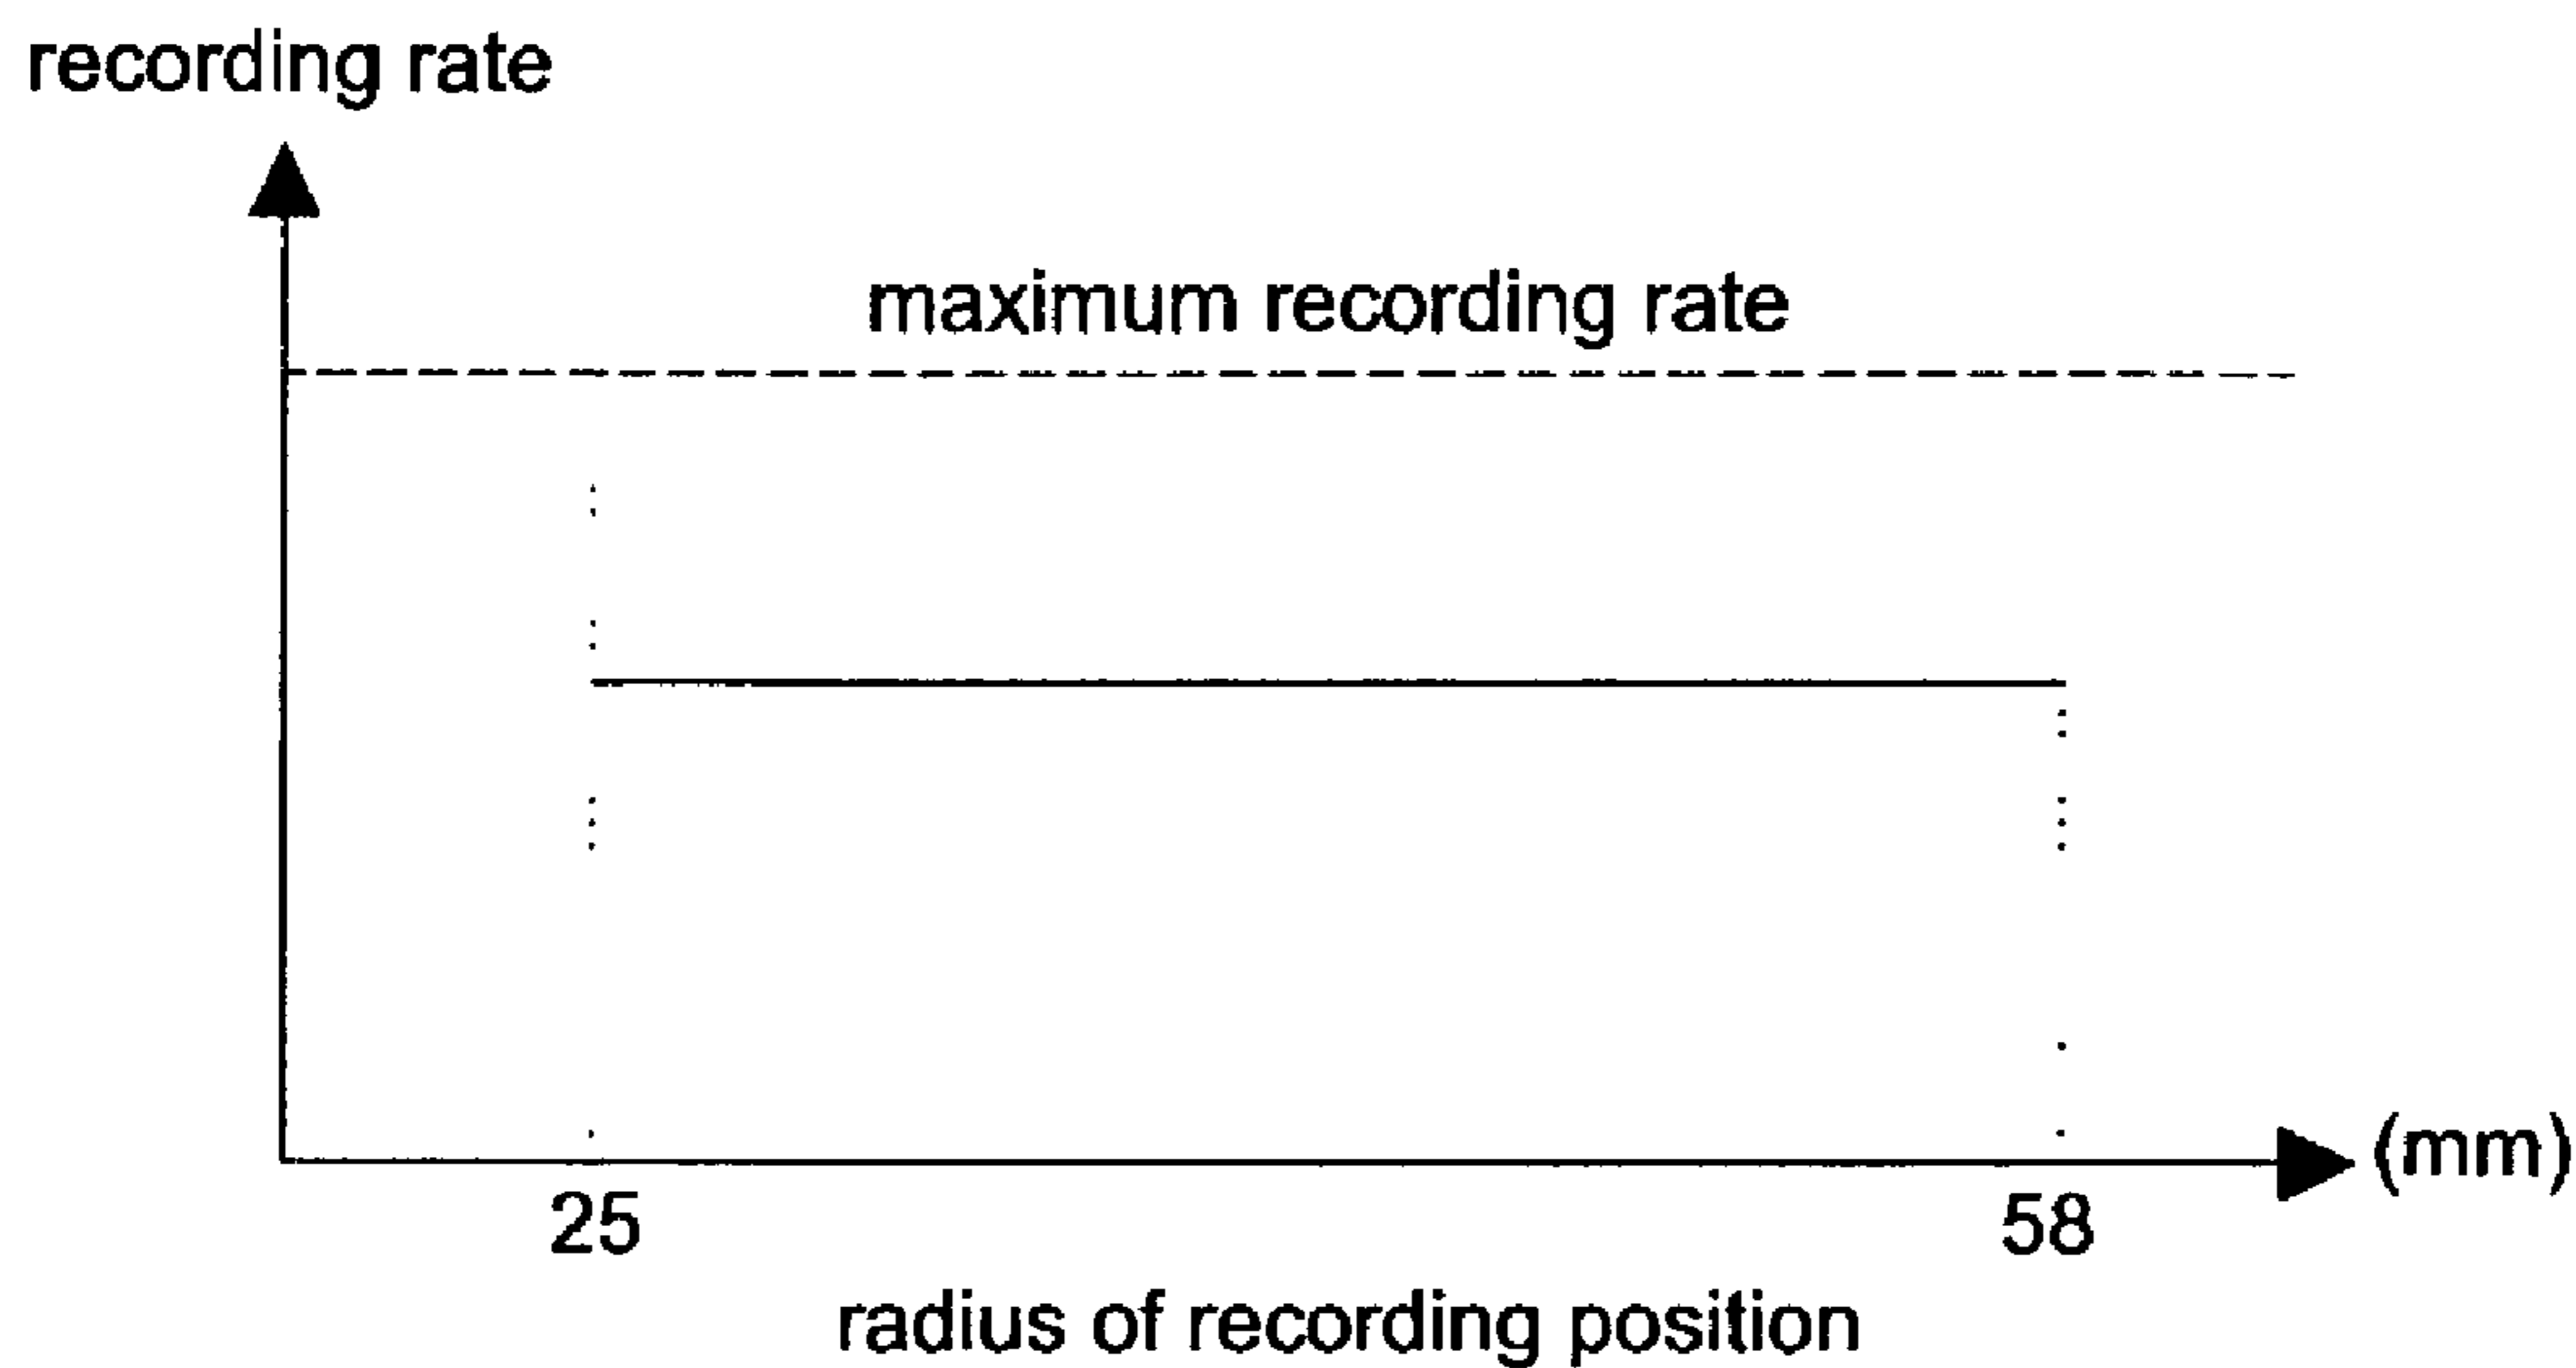 recording rate
maximum recording rate
(mm)
25
58
radius of recording position